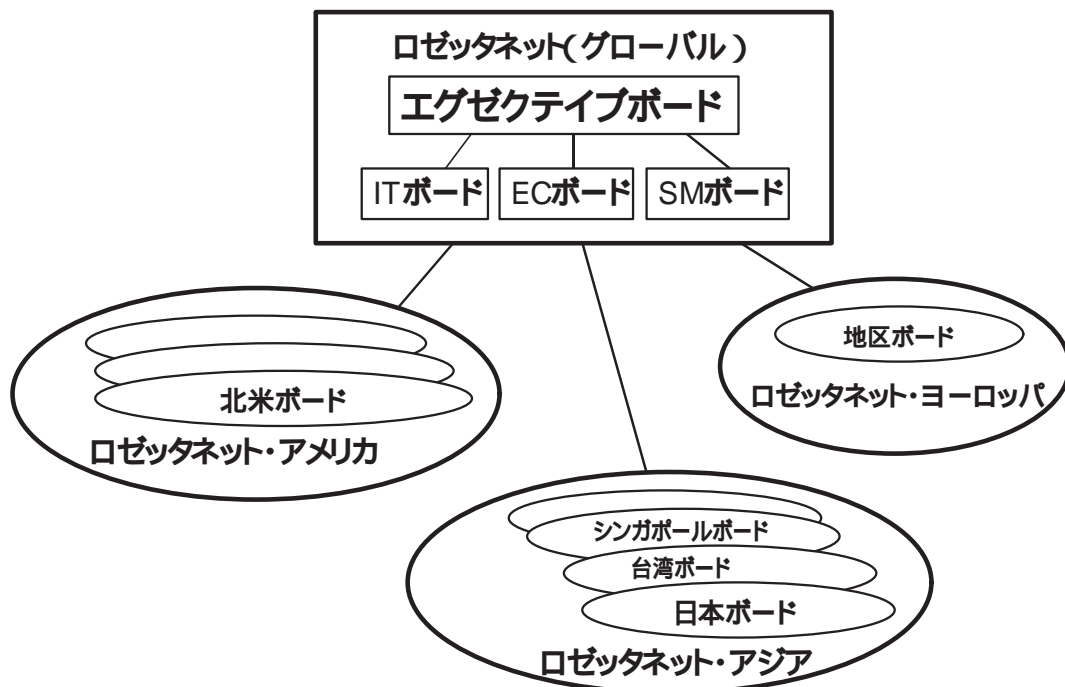 ロゼッタネット(グローバル)
エグゼクテイブボード
ITボード ECボード SMボード
地区ボード
ロゼッタネット・ヨーロッパ
北米ボード
ロゼッタネット・アメリカ
シンガポールボード
台湾ボード
日本ボード
ロゼッタネット・アジア